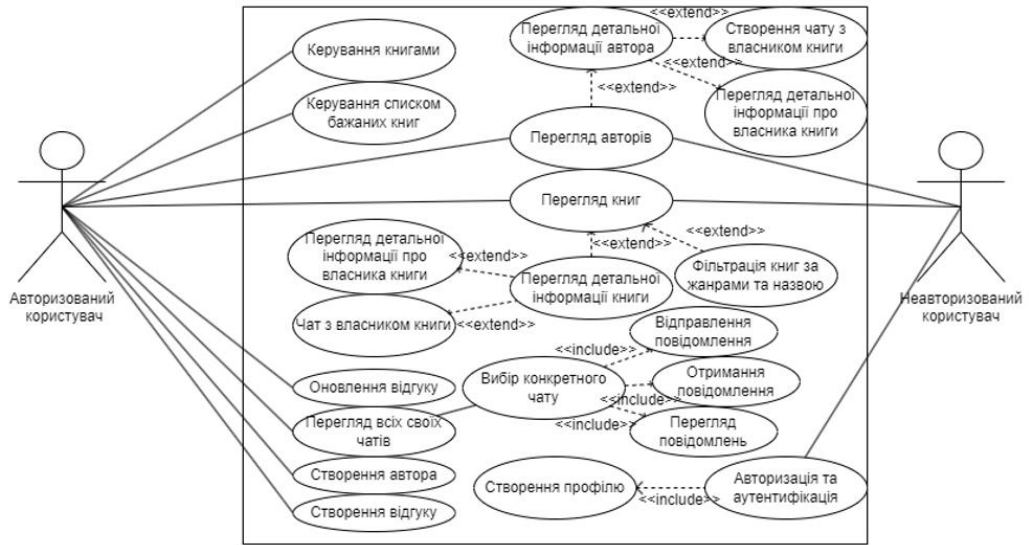 Перегляд детальної
інформації автора
<<extend>>
Створення чату з
власником книги
Керування книгами
<<extend>>
<<extend>>
Перегляд детальної
інформації про
власника книги
Керування списком
бажаних книг
Перегляд авторів
Перегляд книг
<<extend>>
Перегляд детальної
інформації про
власника книги
<<extend>>
<<extend>>
Перегляд детальної
інформації книги
Фільтрація книг за
жанрами та назвою
Авторизований
користувач
Неавторизований
користувач
Чат з власником книги
<<extend>>
Відправлення
повідомлення
<<include>>
Оновлення відгуку
Вибір конкретного
чату
Отримання
повідомлення
<<include>>
Перегляд всіх своїх
чатів
<<include>>
Перегляд
повідомлень
Створення автора
Створення профілю
<<include>>
Авторизація та
аутентифікація
Створення відгуку